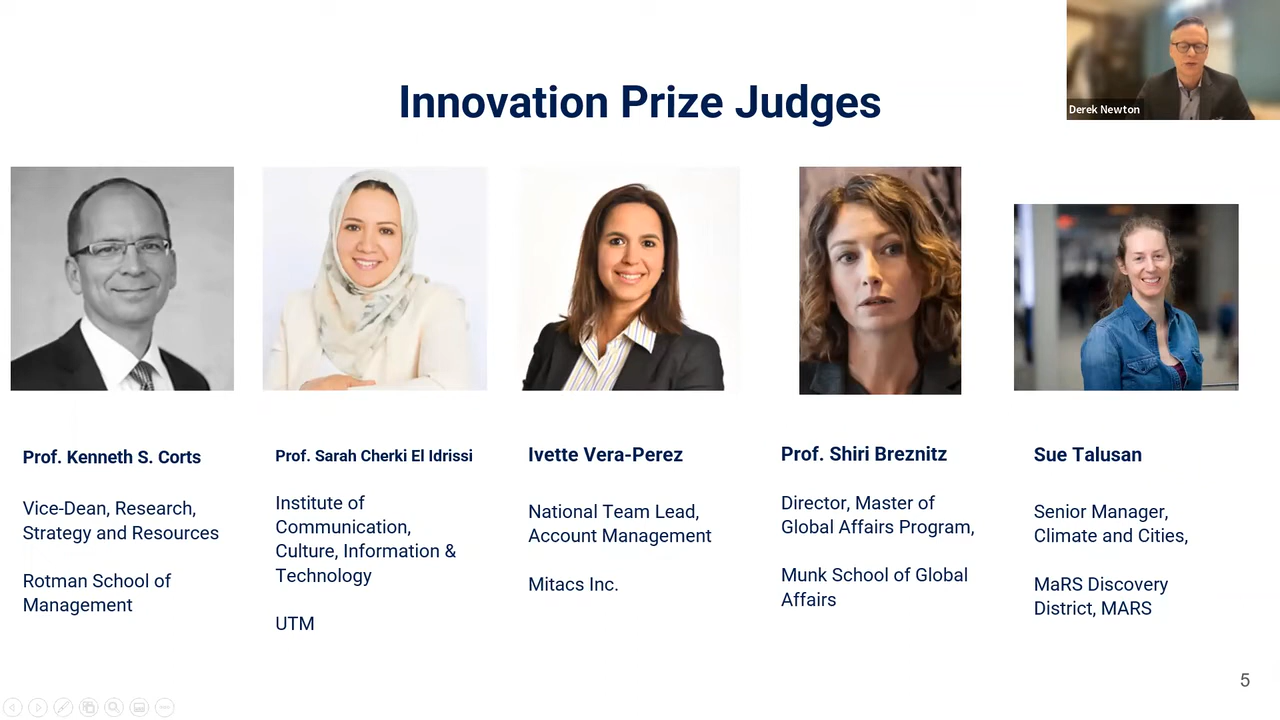 Innovation Prize Judges
Derek Newton
Prof. Kenneth S. Corts
Vice-Dean, Research,
Strategy and Resources
Rotman School of
Management
Prof. Sarah Cherki El Idrissi
Institute of
Communication,
Culture, Information &
Technology
UTM
Ivette Vera-Perez
National Team Lead,
Account Management
Mitacs Inc.
Prof. Shiri Breznitz
Director, Master of
Global Affairs Program,
Munk School of Global
Affairs
Sue Talusan
Senior Manager,
Climate and Cities,
MaRS Discovery
District, MARS
5